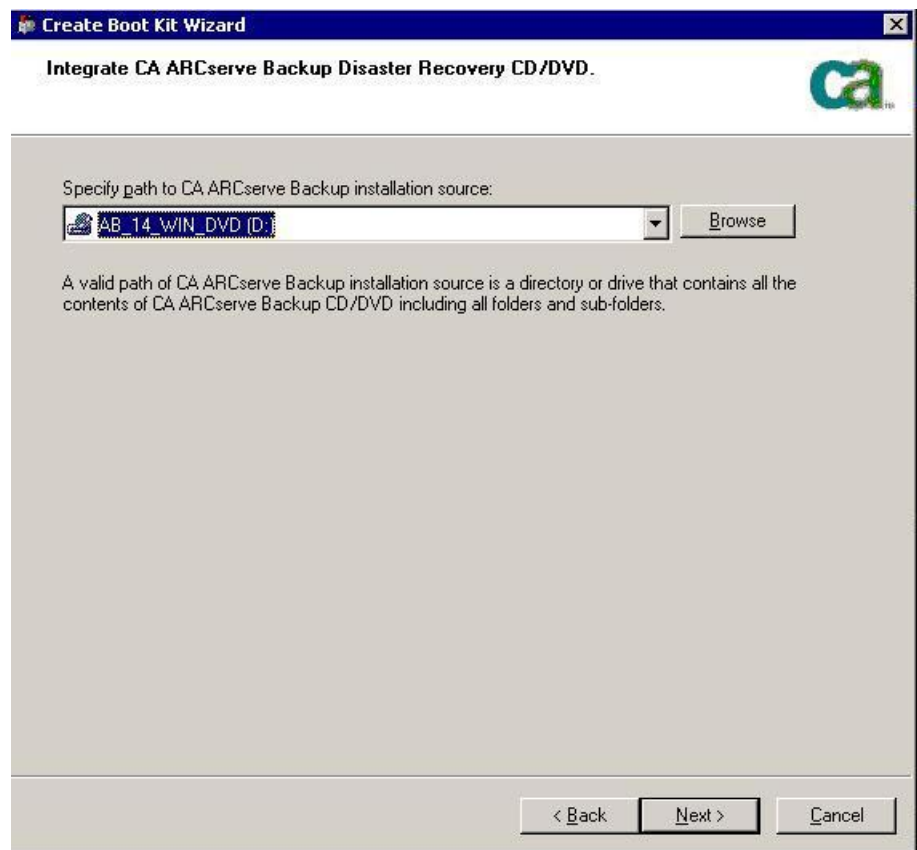 Create Boot Kit Wizard
Integrate CA ARCserve Backup Disaster Recovery CD/DVD.
ca
Specify path to CA ARCserve Backup installation source:
AB_14_WIN_DVD (D:)
Browse
A valid path of CA ARCserve Backup installation source is a directory or drive that contains all the
contents of CA ARCserve Backup CD/DVD including all folders and sub-folders.
< Back
Next >
Cancel